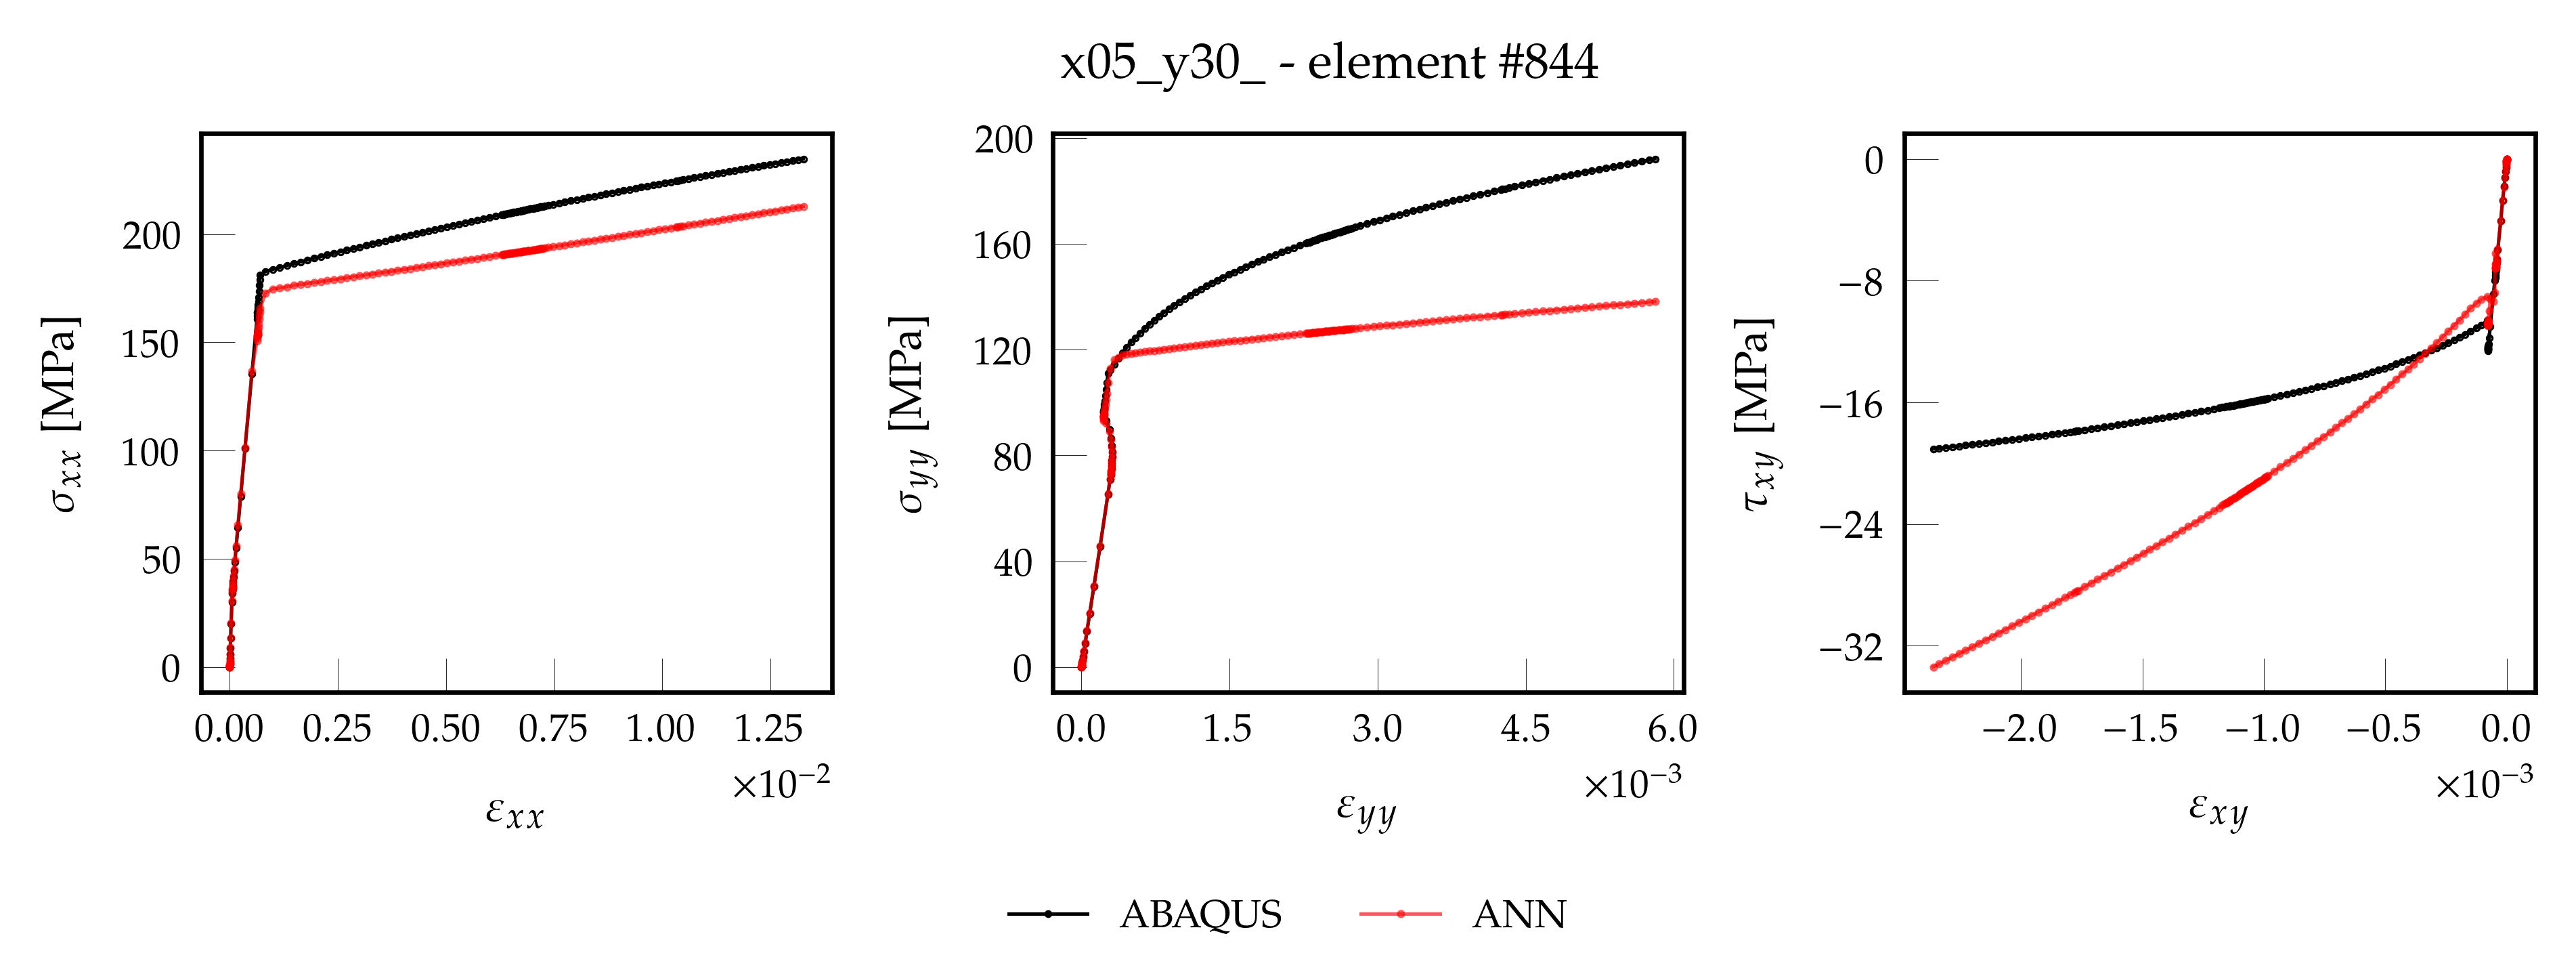 x05_y30_ - element #844
σxx [MPa]
200
150
100
50
0
0.00 0.25 0.50 0.75 1.00 1.25
×10−2
εxx
σyy [MPa]
200
160
120
80
40
0
0.0 1.5 3.0 4.5 6.0
×10−3
εyy
τxy [MPa]
0
−8
−16
−24
−32
−2.0 −1.5 −1.0 −0.5 0.0
×10−3
εxy
ABAQUS ANN